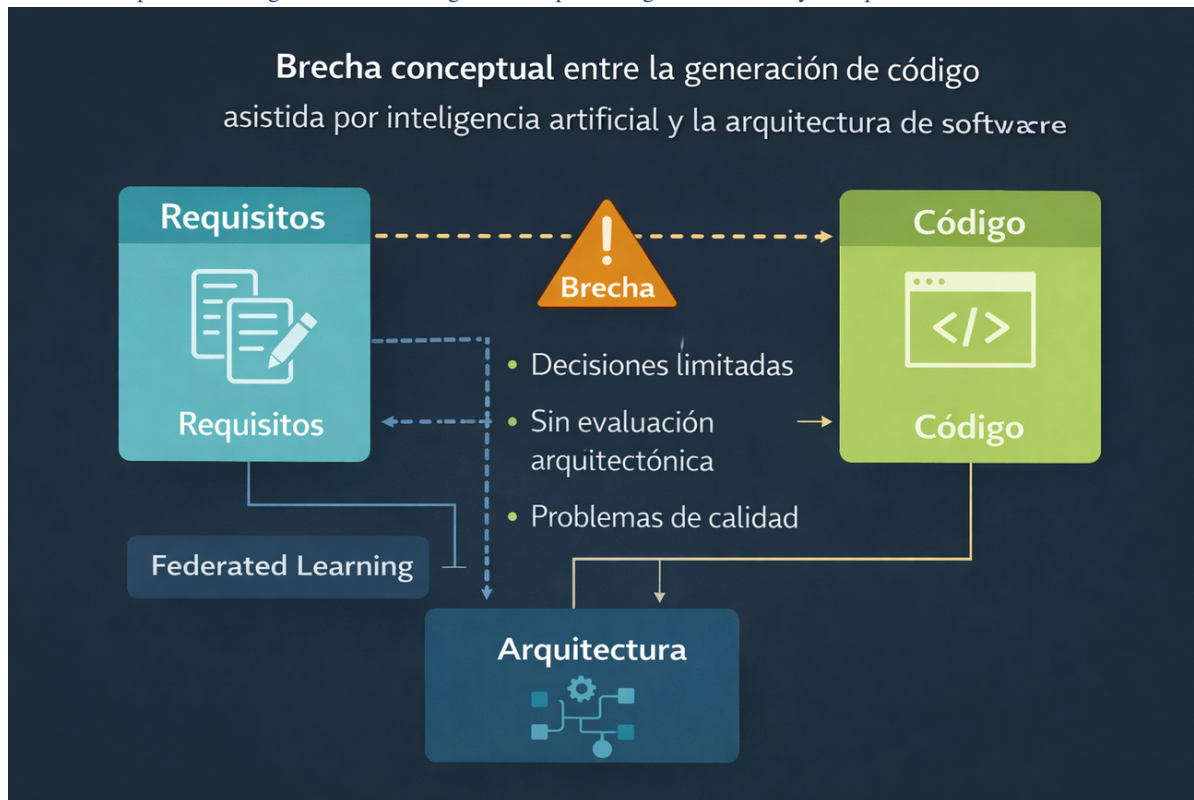 Brecha conceptual entre la generación de código
asistida por inteligencia artificial y la arquitectura de software
Requisitos
Código
!
Brecha
</>
Decisiones limitadas
Requisitos
Sin evaluación
arquitectónica
Código
Problemas de calidad
Federated Learning
Arquitectura